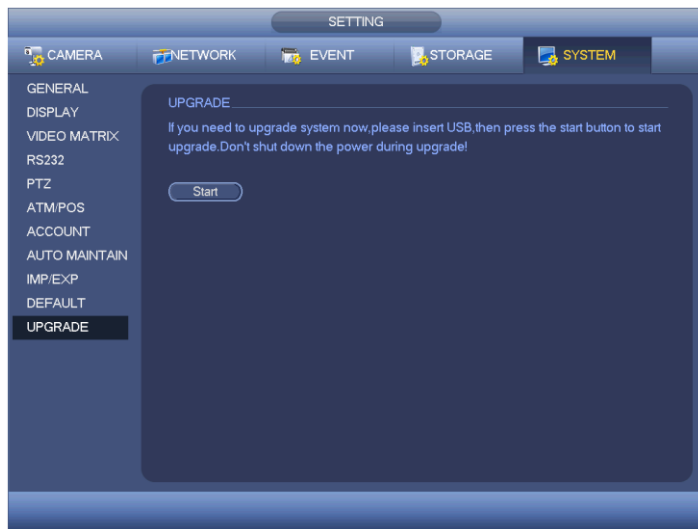 SETTING
CAMERA
NETWORK
EVENT
STORAGE
SYSTEM
GENERAL
DISPLAY
VIDEO MATRIX
RS232
PTZ
ATM/POS
ACCOUNT
AUTO MAINTAIN
IMP/EXP
DEFAULT
UPGRADE
UPGRADE
If you need to upgrade system now,please insert USB,then press the start button to start
upgrade.Don't shut down the power during upgrade!
Start